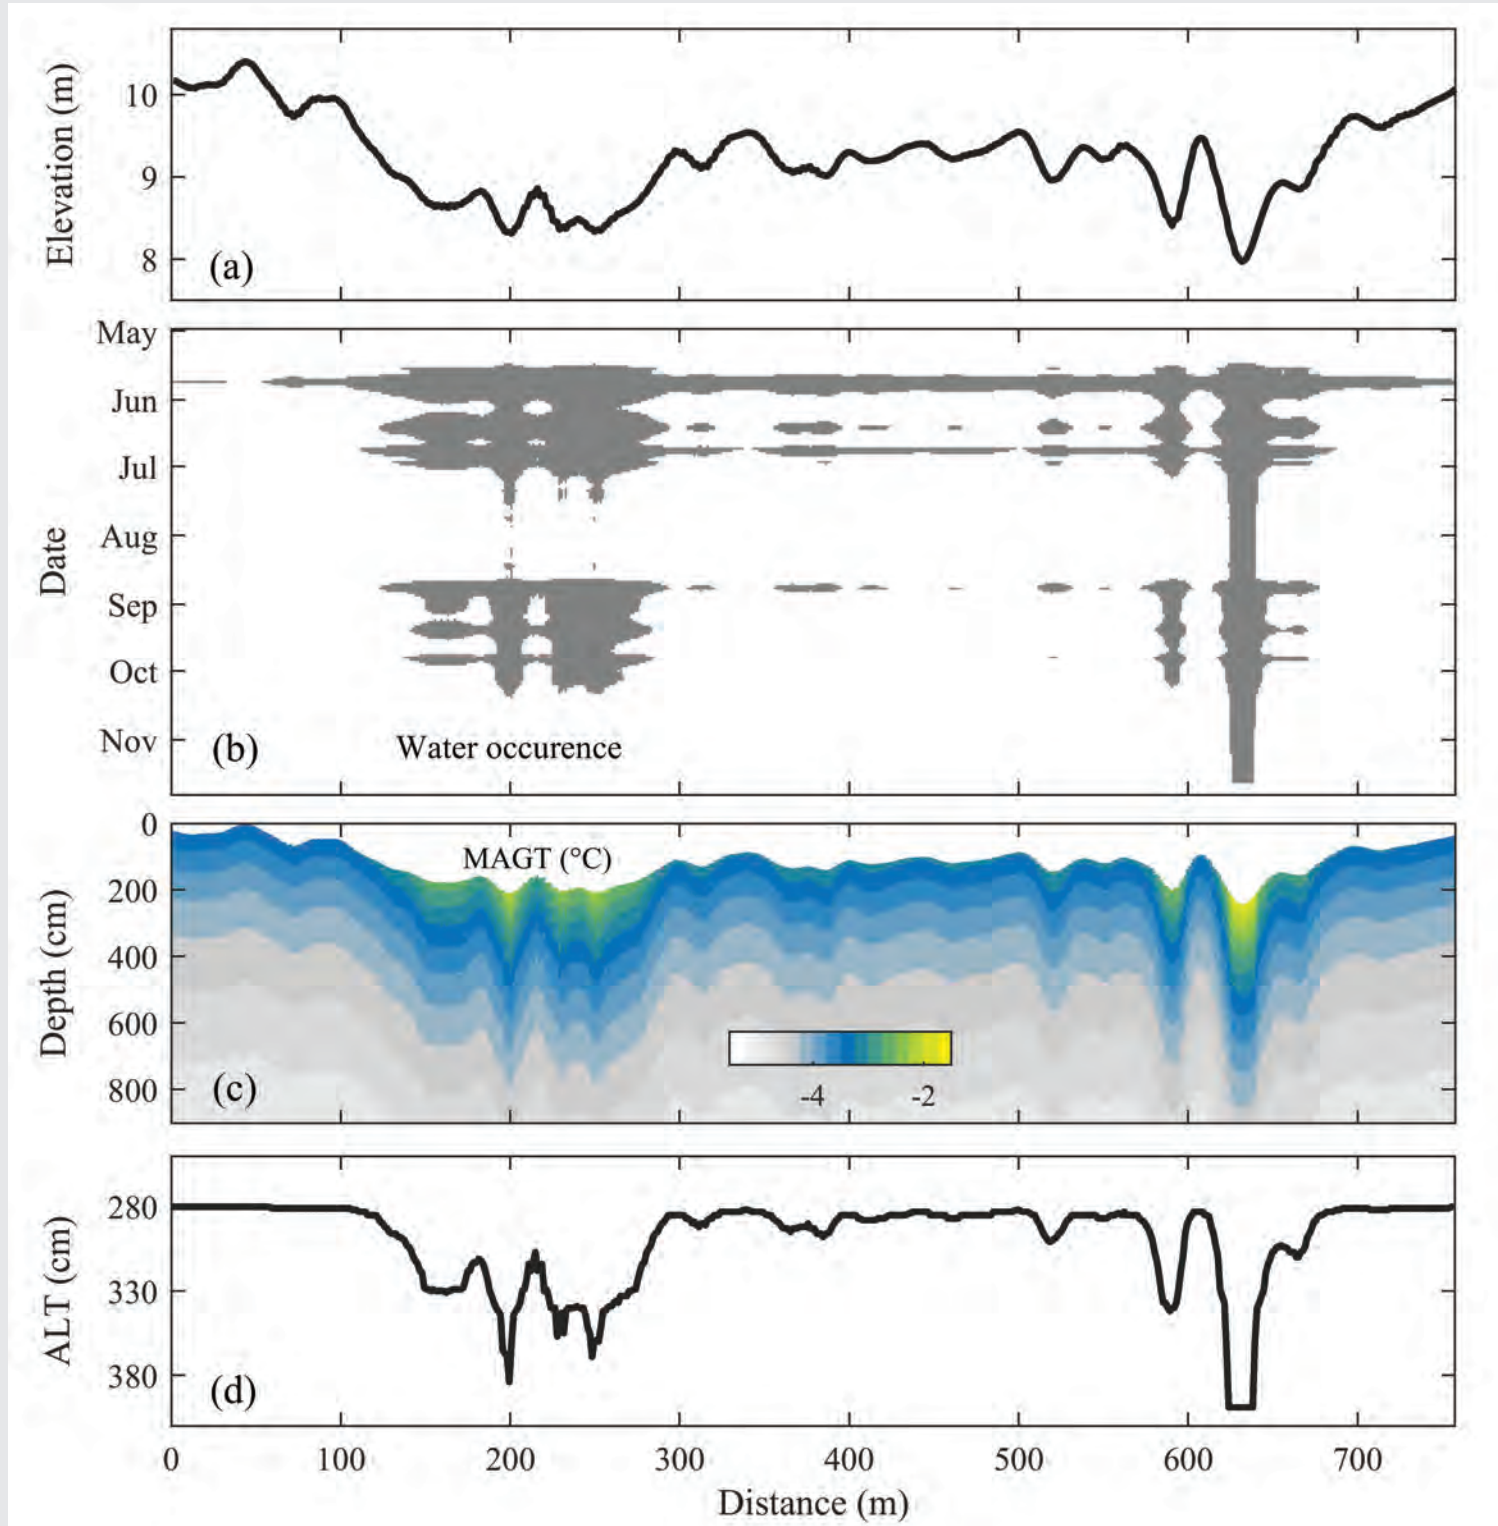 Elevation (m)
10
9
8
(a)
Date
May
Jun
Jul
Aug
Sep
Oct
Nov
(b)
Water occurence
Depth (cm)
0
200
400
600
800
MAGT (°C)
-4 -2
(c)
ALT (cm)
280
330
380
(d)
0 100 200 300 400 500 600 700
Distance (m)